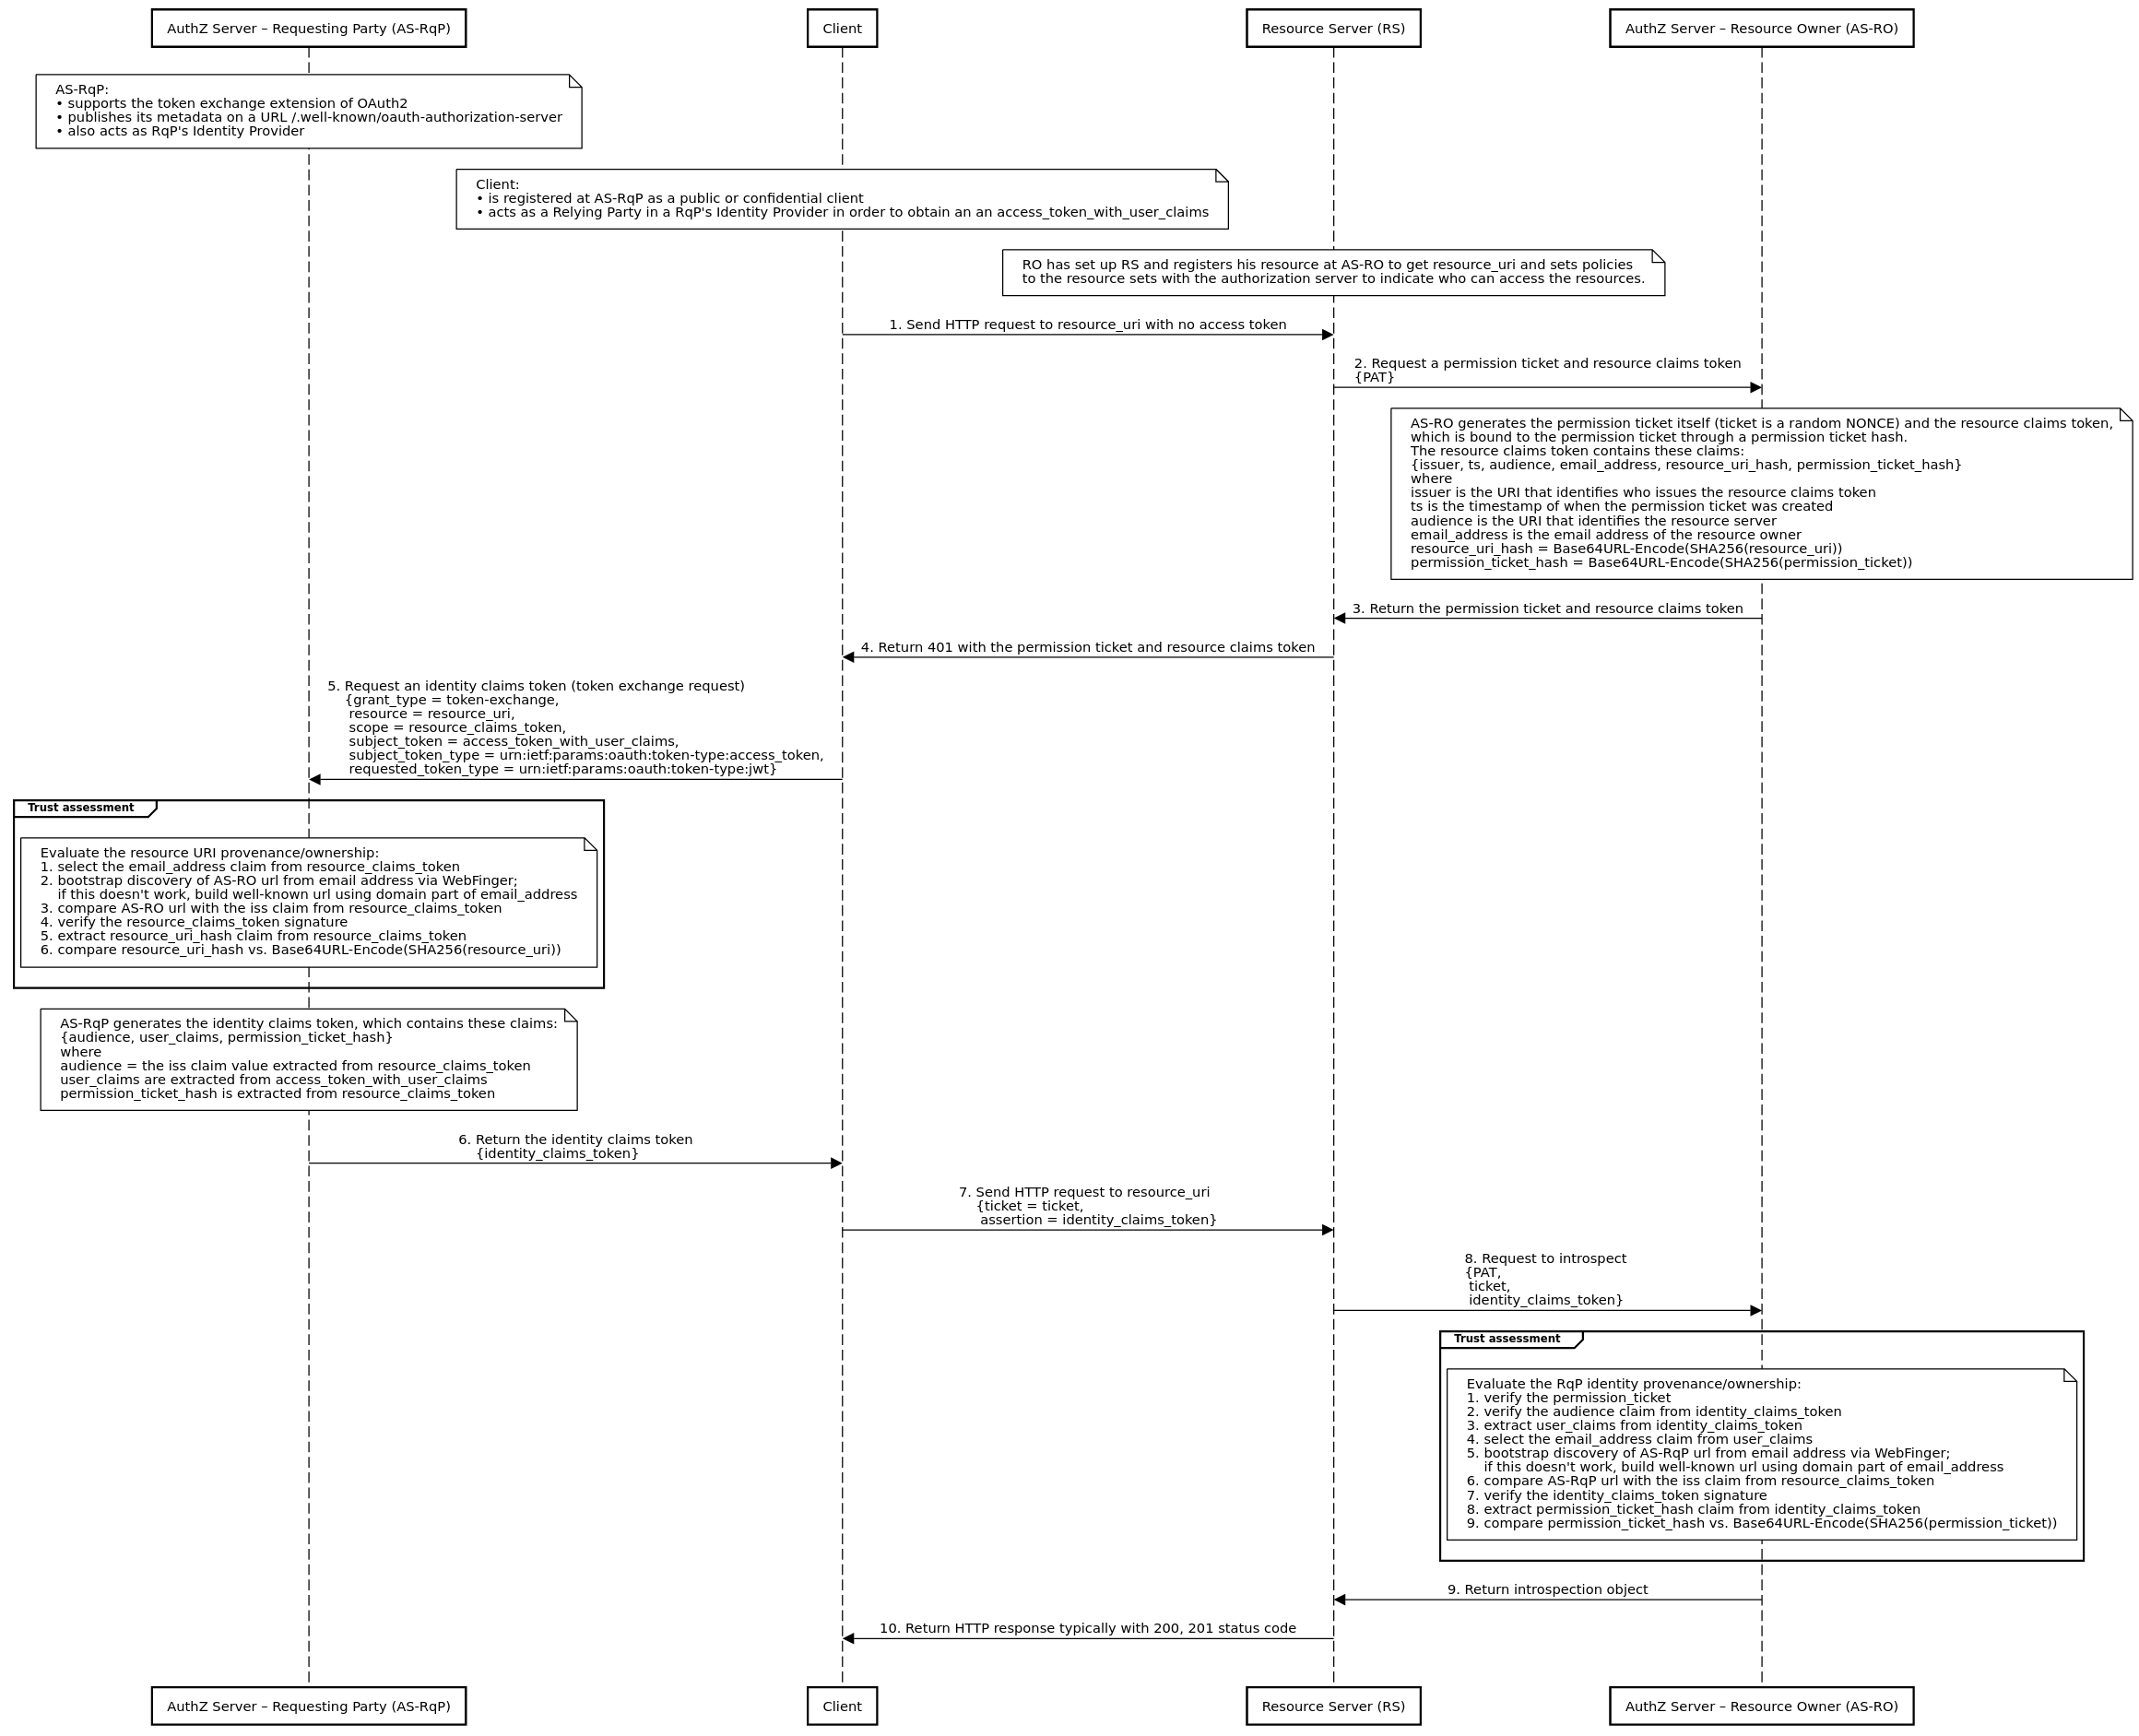 AuthZ Server – Requesting Party (AS-RqP)
Client
Resource Server (RS)
AuthZ Server – Resource Owner (AS-RO)
AS-RqP:
• supports the token exchange extension of OAuth2
• publishes its metadata on a URL /.well-known/oauth-authorization-server
• also acts as RqP's Identity Provider
Client:
• is registered at AS-RqP as a public or confidential client
• acts as a Relying Party in a RqP's Identity Provider in order to obtain an an access_token_with_user_claims
RO has set up RS and registers his resource at AS-RO to get resource_uri and sets policies
to the resource sets with the authorization server to indicate who can access the resources.
1. Send HTTP request to resource_uri with no access token
2. Request a permission ticket and resource claims token
{PAT}
AS-RO generates the permission ticket itself (ticket is a random NONCE) and the resource claims token,
which is bound to the permission ticket through a permission ticket hash.
The resource claims token contains these claims:
{issuer, ts, audience, email_address, resource_uri_hash, permission_ticket_hash}
where
issuer is the URI that identifies who issues the resource claims token
ts is the timestamp of when the permission ticket was created
audience is the URI that identifies the resource server
email_address is the email address of the resource owner
resource_uri_hash = Base64URL-Encode(SHA256(resource_uri))
permission_ticket_hash = Base64URL-Encode(SHA256(permission_ticket))
3. Return the permission ticket and resource claims token
4. Return 401 with the permission ticket and resource claims token
5. Request an identity claims token (token exchange request)
{grant_type = token-exchange,
resource = resource_uri,
scope = resource_claims_token,
subject_token = access_token_with_user_claims,
subject_token_type = urn:ietf:params:oauth:token-type:access_token,
requested_token_type = urn:ietf:params:oauth:token-type:jwt}
Trust assessment
Evaluate the resource URI provenance/ownership:
1. select the email_address claim from resource_claims_token
2. bootstrap discovery of AS-RO url from email address via WebFinger;
if this doesn't work, build well-known url using domain part of email_address
3. compare AS-RO url with the iss claim from resource_claims_token
4. verify the resource_claims_token signature
5. extract resource_uri_hash claim from resource_claims_token
6. compare resource_uri_hash vs. Base64URL-Encode(SHA256(resource_uri))
AS-RqP generates the identity claims token, which contains these claims:
{audience, user_claims, permission_ticket_hash}
where
audience = the iss claim value extracted from resource_claims_token
user_claims are extracted from access_token_with_user_claims
permission_ticket_hash is extracted from resource_claims_token
6. Return the identity claims token
{identity_claims_token}
7. Send HTTP request to resource_uri
{ticket = ticket,
assertion = identity_claims_token}
8. Request to introspect
{PAT,
ticket,
identity_claims_token}
Trust assessment
Evaluate the RqP identity provenance/ownership:
1. verify the permission_ticket
2. verify the audience claim from identity_claims_token
3. extract user_claims from identity_claims_token
4. select the email_address claim from user_claims
5. bootstrap discovery of AS-RqP url from email address via WebFinger;
if this doesn't work, build well-known url using domain part of email_address
6. compare AS-RqP url with the iss claim from resource_claims_token
7. verify the identity_claims_token signature
8. extract permission_ticket_hash claim from identity_claims_token
9. compare permission_ticket_hash vs. Base64URL-Encode(SHA256(permission_ticket))
9. Return introspection object
10. Return HTTP response typically with 200, 201 status code
AuthZ Server – Requesting Party (AS-RqP)
Client
Resource Server (RS)
AuthZ Server – Resource Owner (AS-RO)